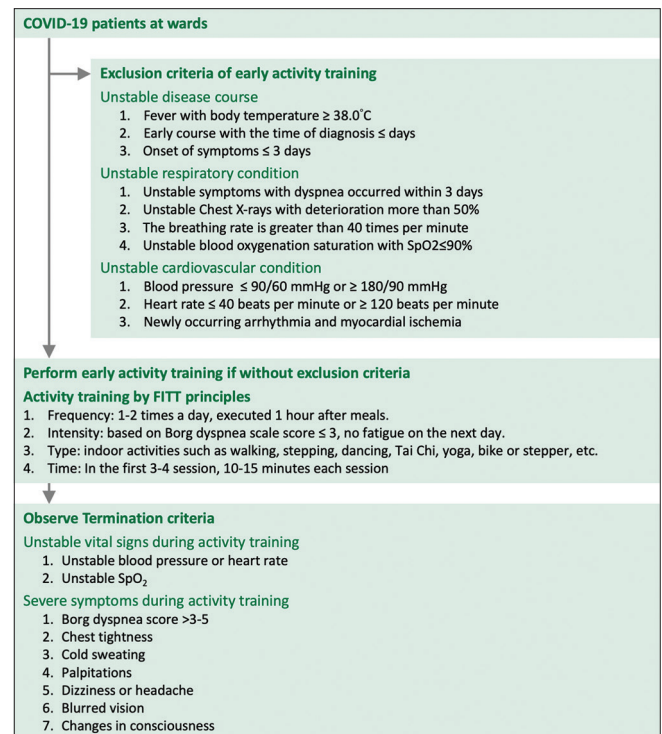 COVID-19 patients at wards
Exclusion criteria of early activity training
Unstable disease course
1. Fever with body temperature ≥ 38.0°C
2. Early course with the time of diagnosis ≤ days
3. Onset of symptoms ≤ 3 days
Unstable respiratory condition
1. Unstable symptoms with dyspnea occurred within 3 days
2. Unstable Chest X-rays with deterioration more than 50%
3. The breathing rate is greater than 40 times per minute
4. Unstable blood oxygenation saturation with SpO2≤90%
Unstable cardiovascular condition
1. Blood pressure ≤ 90/60 mmHg or ≥ 180/90 mmHg
2. Heart rate ≤ 40 beats per minute or ≥ 120 beats per minute
3. Newly occurring arrhythmia and myocardial ischemia
Perform early activity training if without exclusion criteria
Activity training by FITT principles
1. Frequency: 1-2 times a day, executed 1 hour after meals.
2. Intensity: based on Borg dyspnea scale score ≤ 3, no fatigue on the next day.
3. Type: indoor activities such as walking, stepping, dancing, Tai Chi, yoga, bike or stepper, etc.
4. Time: In the first 3-4 session, 10-15 minutes each session
Observe Termination criteria
Unstable vital signs during activity training
1. Unstable blood pressure or heart rate
2. Unstable SpO₂
Severe symptoms during activity training
1. Borg dyspnea score >3-5
2. Chest tightness
3. Cold sweating
4. Palpitations
5. Dizziness or headache
6. Blurred vision
7. Changes in consciousness